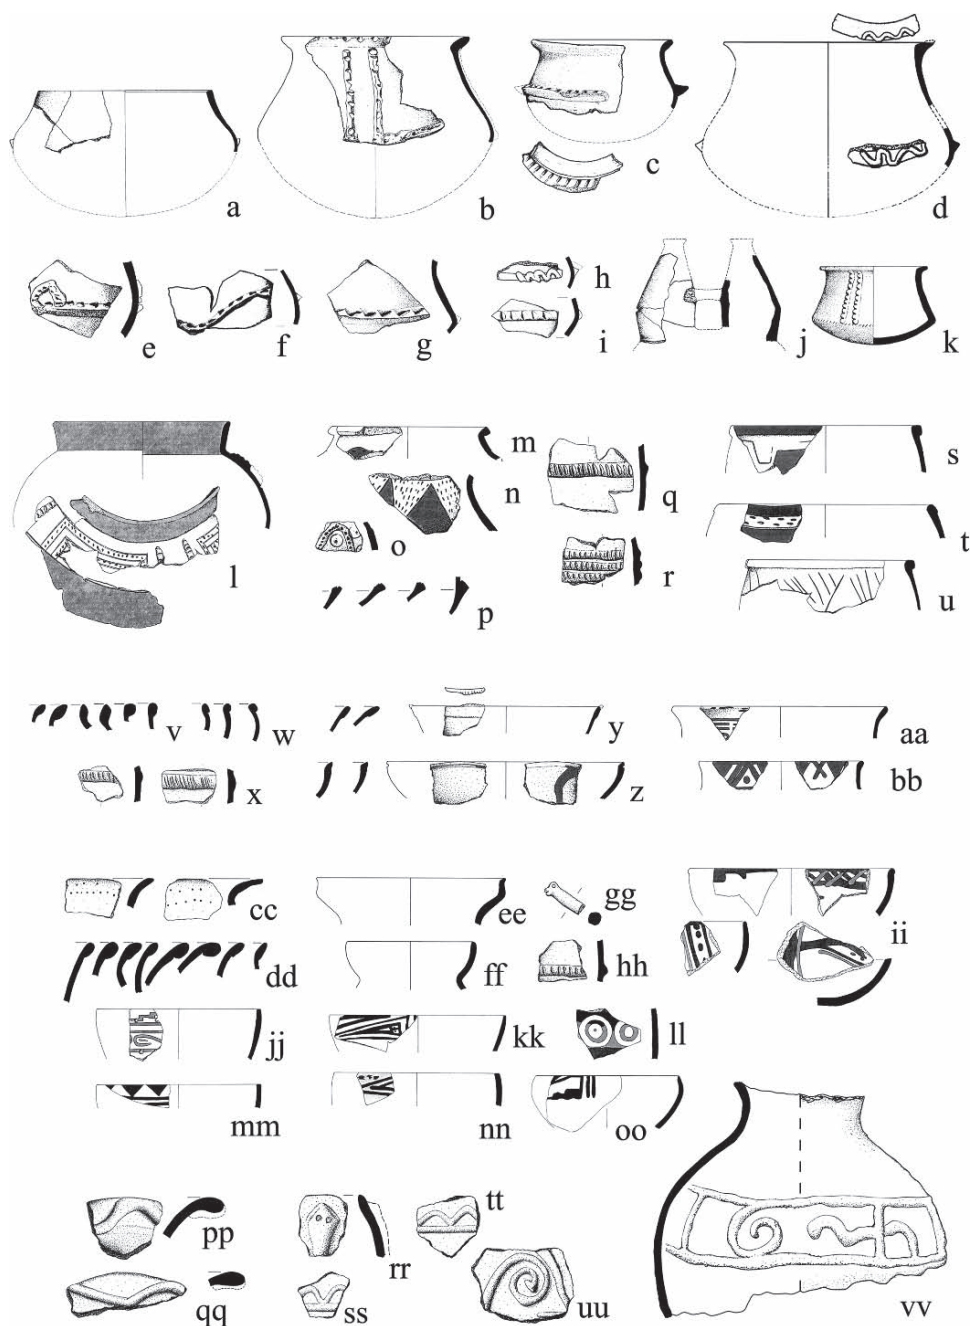 a b c d
e f g h i j k
l m n o p q r s t u
v w x y z aa bb
cc dd ee ff gg hh ii
jj kk ll
mm nn oo
pp qq rr ss tt uu vv